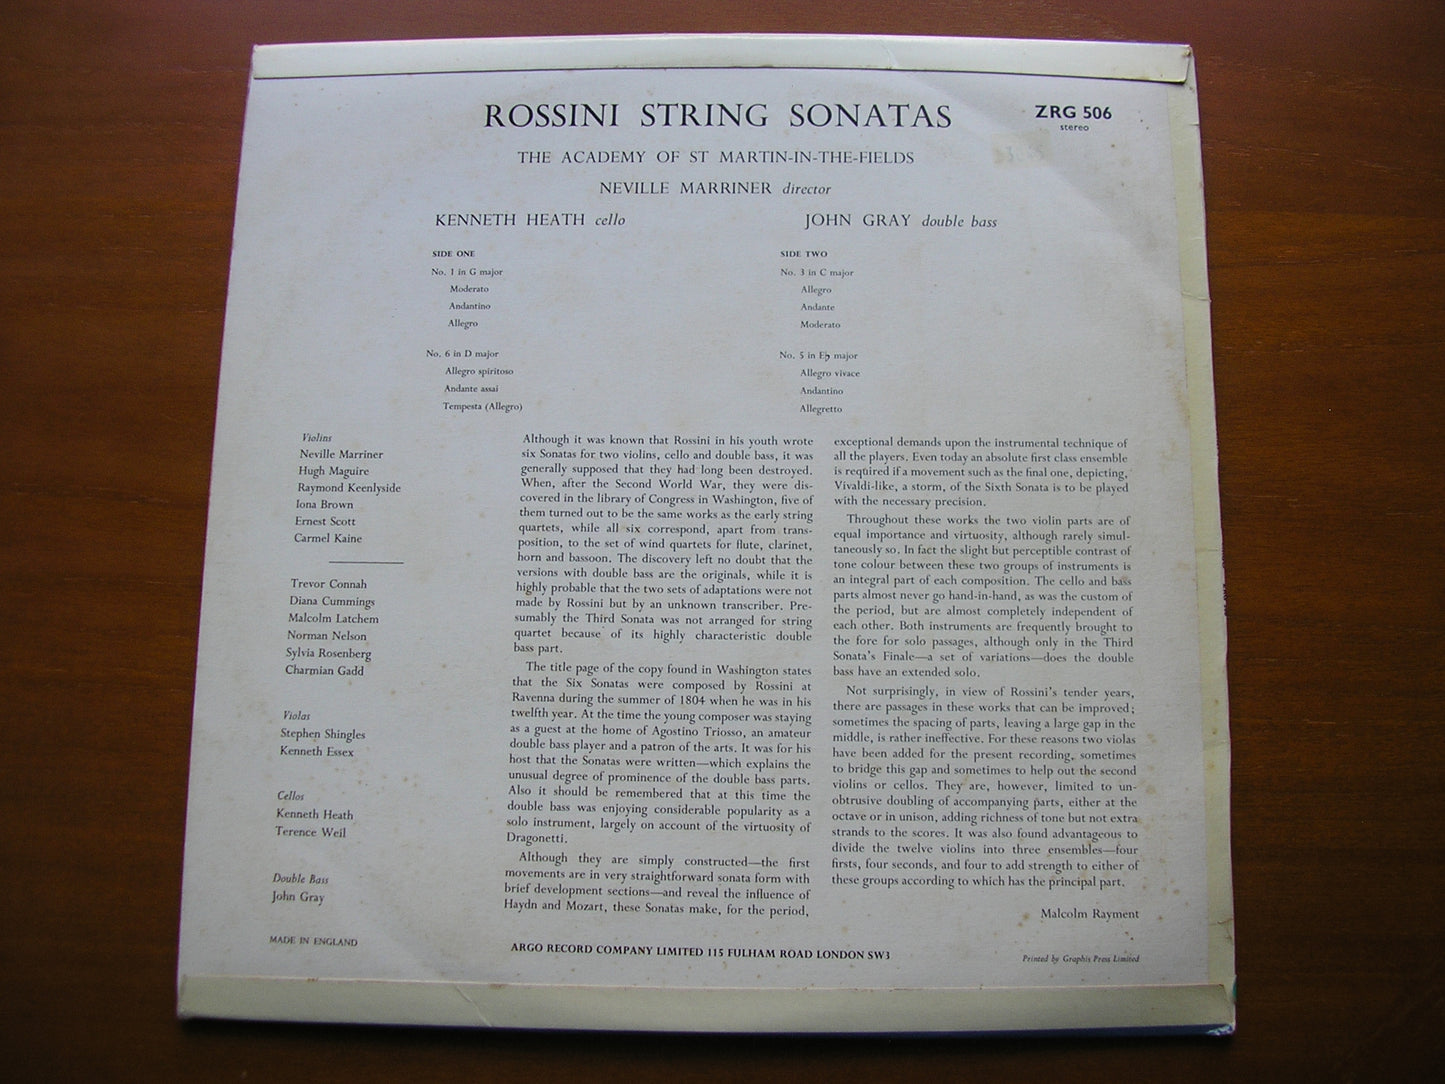 ROSSINI STRING SONATAS
ZRG 506
stereo
THE ACADEMY OF ST MARTIN-IN-THE-FIELDS
NEVILLE MARRINER director
KENNETH HEATH cello
JOHN GRAY double bass
SIDE ONE
No. 1 in G major
Moderato
Andantino
Allegro
No. 6 in D major
Allegro spiritoso
Andante assai
Tempesta (Allegro)
SIDE TWO
No. 3 in C major
Allegro
Andante
Moderato
No. 5 in E♭ major
Allegro vivace
Andantino
Allegretto
Violins
Neville Marriner
Hugh Maguire
Raymond Keenlyside
Iona Brown
Ernest Scott
Carmel Kaine
Trevor Connah
Diana Cummings
Malcolm Latchem
Norman Nelson
Sylvia Rosenberg
Charmian Gadd
Violas
Stephen Shingles
Kenneth Essex
Cellos
Kenneth Heath
Terence Weil
Double Bass
John Gray
MADE IN ENGLAND
Although it was known that Rossini in his youth wrote
six Sonatas for two violins, cello and double bass, it was
generally supposed that they had long been destroyed.
When, after the Second World War, they were dis-
covered in the library of Congress in Washington, five of
them turned out to be the same works as the early string
quartets, while all six correspond, apart from trans-
position, to the set of wind quartets for flute, clarinet,
horn and bassoon. The discovery left no doubt that the
versions with double bass are the originals, while it is
highly probable that the two sets of adaptations were not
made by Rossini but by an unknown transcriber. Pre-
sumably the Third Sonata was not arranged for string
quartet because of its highly characteristic double
bass part.
The title page of the copy found in Washington states
that the Six Sonatas were composed by Rossini at
Ravenna during the summer of 1804 when he was in his
twelfth year. At the time the young composer was staying
as a guest at the home of Agostino Triosso, an amateur
double bass player and a patron of the arts. It was for his
host that the Sonatas were written—which explains the
unusual degree of prominence of the double bass parts.
Also it should be remembered that at this time the
double bass was enjoying considerable popularity as a
solo instrument, largely on account of the virtuosity of
Dragonetti.
Although they are simply constructed—the first
movements are in very straightforward sonata form with
brief development sections—and reveal the influence of
Haydn and Mozart, these Sonatas make, for the period,
exceptional demands upon the instrumental technique of
all the players. Even today an absolute first class ensemble
is required if a movement such as the final one, depicting,
Vivaldi-like, a storm, of the Sixth Sonata is to be played
with the necessary precision.
Throughout these works the two violin parts are of
equal importance and virtuosity, although rarely simul-
taneously so. In fact the slight but perceptible contrast of
tone colour between these two groups of instruments is
an integral part of each composition. The cello and bass
parts almost never go hand-in-hand, as was the custom of
the period, but are almost completely independent of
each other. Both instruments are frequently brought to
the fore for solo passages, although only in the Third
Sonata's Finale—a set of variations—does the double
bass have an extended solo.
Not surprisingly, in view of Rossini's tender years,
there are passages in these works that can be improved;
sometimes the spacing of parts, leaving a large gap in the
middle, is rather ineffective. For these reasons two violas
have been added for the present recording, sometimes
to bridge this gap and sometimes to help out the second
violins or cellos. They are, however, limited to un-
obtrusive doubling of accompanying parts, either at the
octave or in unison, adding richness of tone but not extra
strands to the scores. It was also found advantageous to
divide the twelve violins into three ensembles—four
firsts, four seconds, and four to add strength to either of
these groups according to which has the principal part.
Malcolm Rayment
ARGO RECORD COMPANY LIMITED 115 FULHAM ROAD LONDON SW3
Printed by Graphis Press Limited